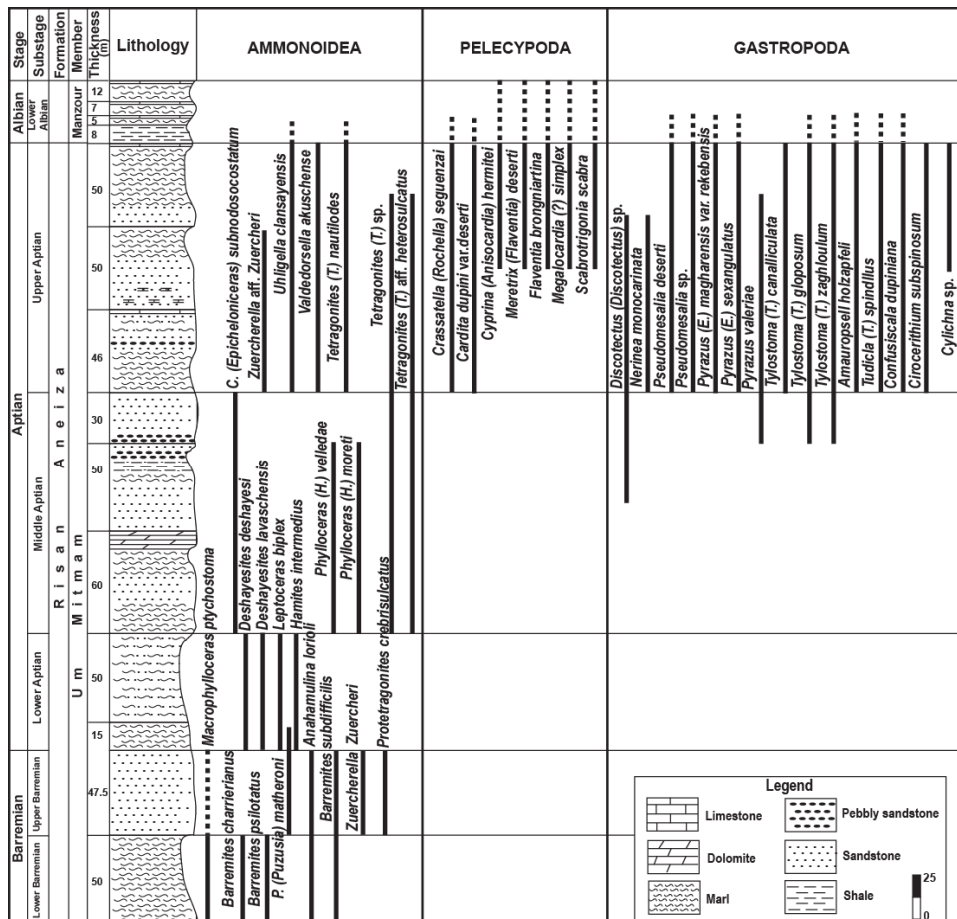 Stage
Substage
Formation
Member
Thickness (m)
Lithology
AMMONOIDEA
PELECYPODA
GASTROPODA
Albian
Lower Albian
Manzour
12
7
5
8
Aptian
Upper Aptian
Middle Aptian
Lower Aptian
Risan Aneiza
Um Mitmam
50
50
46
30
50
60
50
15
Barremian
Upper Barremian
Lower Barremian
47.5
50
Macrophylloceras ptychostoma
Barremites charrierianus
Barremites psilotatus
P. (Puzusia) matheroni
Anahamulina lorioli
Barremites subdifficilis
Zuercherella Zuercheri
Protetragonites crebrisulcatus
Deshayesites deshayesi
Deshayesites lavaschensis
Leptoceras biplex
Hamites intermedius
Phylloceras (H.) velledae
Phylloceras (H.) moreti
C. (Epicheloniceras) subnodosocostatum
Zuercherella aff. Zuercheri
Uhligella clansayensis
Valdedorsella akuschense
Tetragonites (T) nautilodes
Tetragonites (T.) sp.
Tetragonites (T.) aff. heterosulcatus
Crassatella (Rochella) seguenzai
Cardita dupini var.deserti
Cyprina (Anisocardia) hermitei
Meretrix (Flaventia) deserti
Flaventia brongniartina
Megalocardia (?) simplex
Scabrotrigonia scabra
Discotectus (Discotectus) sp.
Nerinea monocarinata
Pseudomesalia deserti
Pseudomesalia sp.
Pyrazus (E.) magharensis var. rekebensis
Pyrazus (E.) sexangulatus
Pyrazus valeriae
Tylostoma (T.) canalliculata
Tylostoma (T.) gloposum
Tylostoma (T.) zaghloulum
Amauropsell holzapfeli
Tudicla (T.) spindllus
Confusiscala dupiniana
Cirocerithium subspinosum
Cylichna sp.
Legend
Limestone
Pebbly sandstone
Dolomite
Sandstone
Marl
Shale
25
0